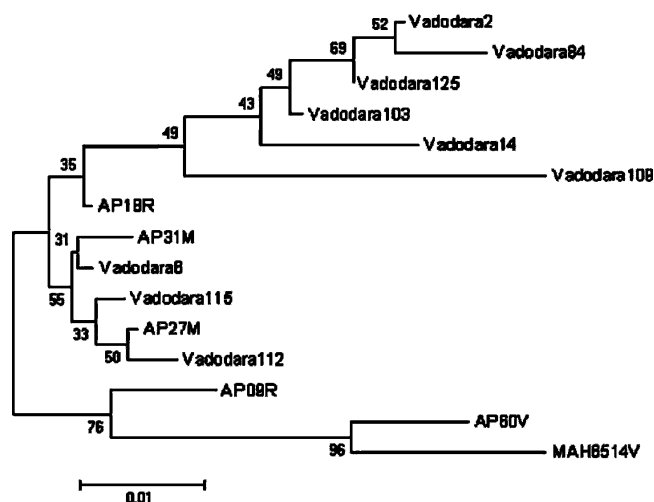 52
Vadodara2
69
Vadodara84
49
Vadodara125
43
Vadodara103
49
Vadodara14
35
Vadodara109
AP18R
31
AP31M
Vadodara6
55
Vadodara115
33
AP27M
50
Vadodara112
AP09R
76
AP60V
96
MAH6514V
0.01